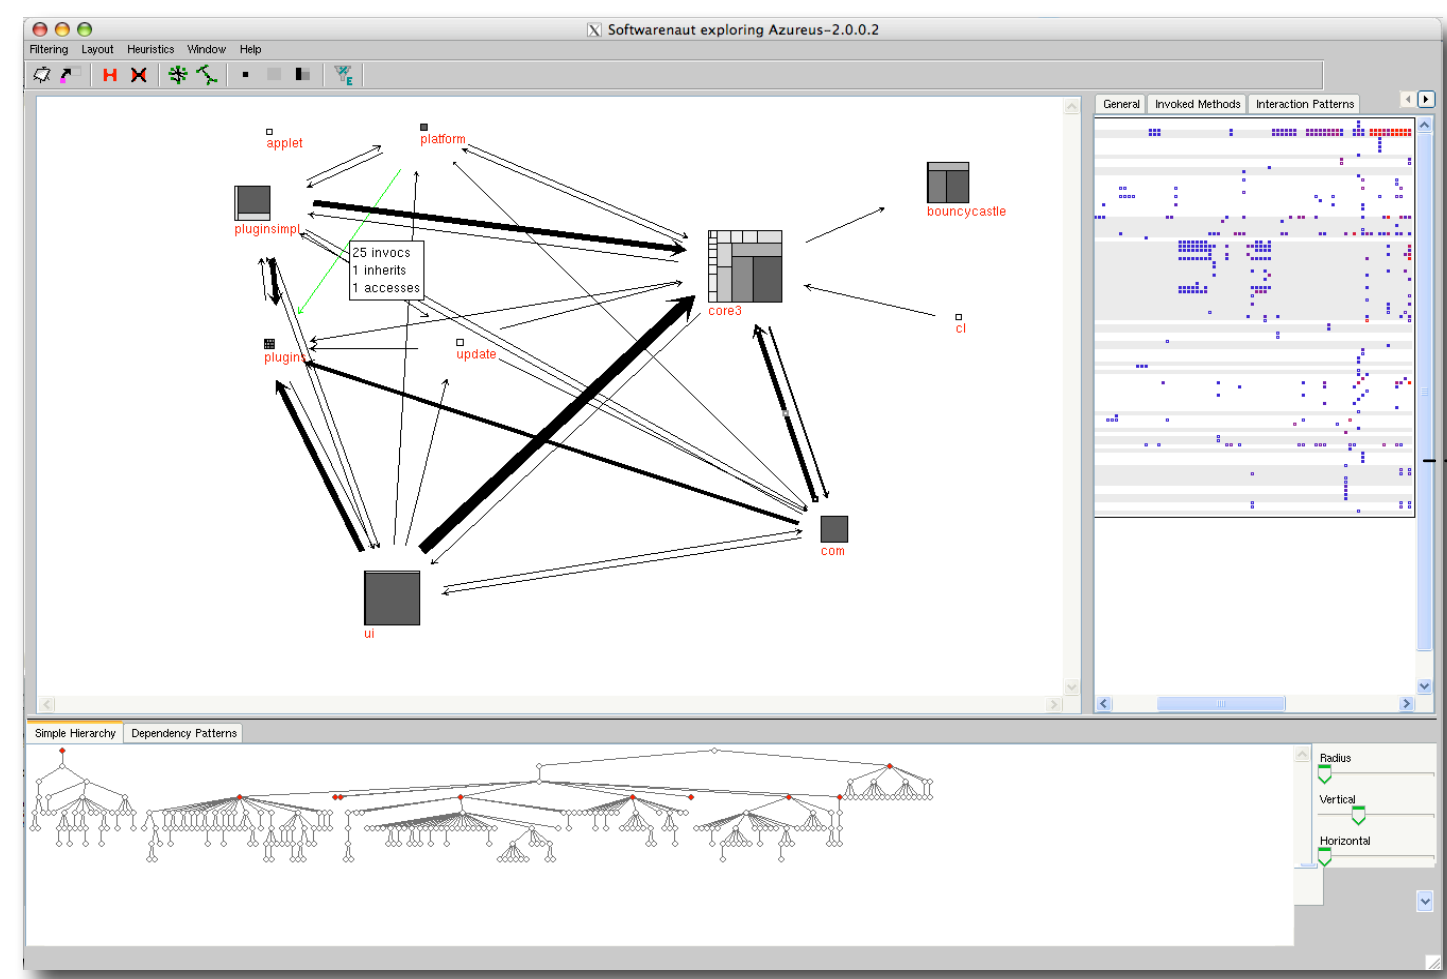 Softwarenaut exploring Azureus-2.0.0.2
Filtering Layout Heuristics Window Help
E
General Invoked Methods Interaction Patterns
applet
platform
pluginsimpl
bouncycastle
25 invocs
1 inherits
1 accesses
core3
cl
plugins
update
com
ui
Simple Hierarchy Dependency Patterns
Radius
Vertical
Horizontal